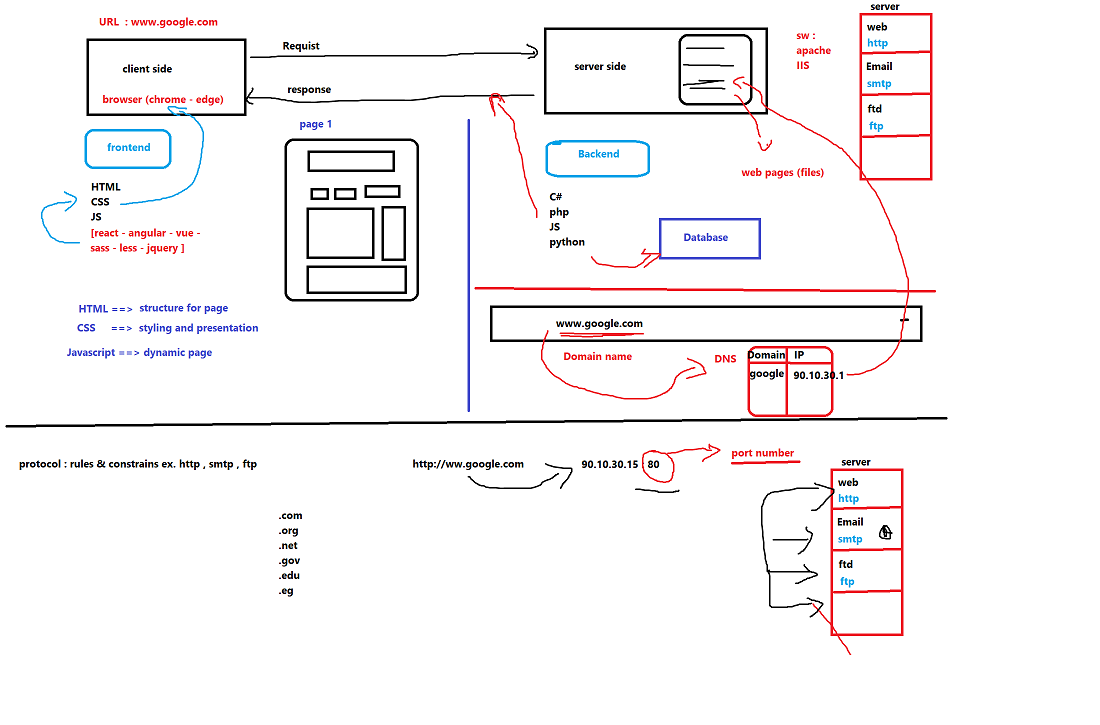 URL : www.google.com
client side
browser (chrome - edge)
Requist
response
server side
sw :
apache
IIS
server
web
http
Email
smtp
ftd
ftp
frontend
HTML
CSS
JS
[react - angular - vue -
sass - less - jquery ]
page 1
Backend
C#
php
JS
python
Database
web pages (files)
HTML ==> structure for page
CSS ==> styling and presentation
Javascript ==> dynamic page
www.google.com
Domain name
DNS
Domain IP
google 90.10.30.1
protocol : rules & constrains ex. http , smtp , ftp
http://ww.google.com
90.10.30.15 80
port number
.com
.org
.net
.gov
.edu
.eg
server
web
http
Email
smtp
ftd
ftp